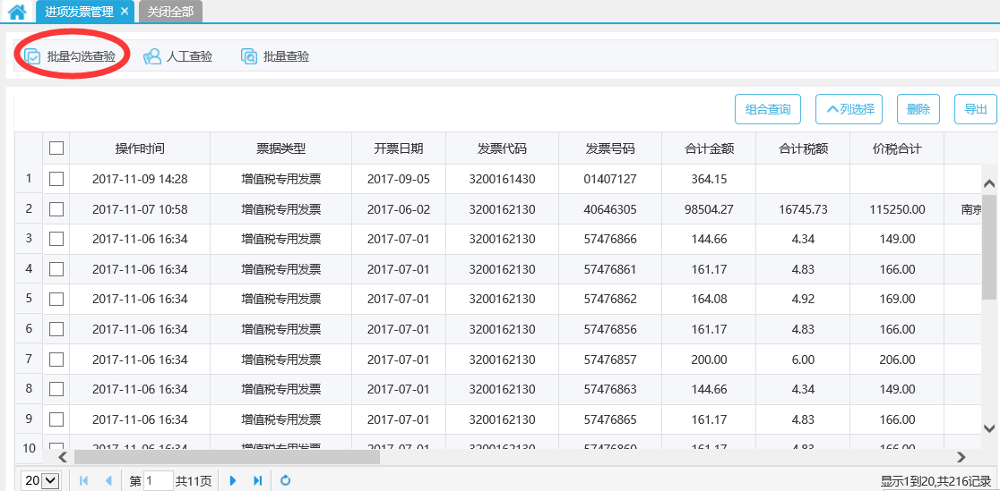 进项发票管理 × 关闭全部
批量勾选查验 人工查验 批量查验
组合查询 列选择 删除 导出
操作时间 票据类型 开票日期 发票代码 发票号码 合计金额 合计税额 价税合计
1 2017-11-09 14:28 增值税专用发票 2017-09-05 3200161430 01407127 364.15
2 2017-11-07 10:58 增值税专用发票 2017-06-02 3200162130 40646305 98504.27 16745.73 115250.00 南京
3 2017-11-06 16:34 增值税专用发票 2017-07-01 3200162130 57476866 144.66 4.34 149.00
4 2017-11-06 16:34 增值税专用发票 2017-07-01 3200162130 57476861 161.17 4.83 166.00
5 2017-11-06 16:34 增值税专用发票 2017-07-01 3200162130 57476862 164.08 4.92 169.00
6 2017-11-06 16:34 增值税专用发票 2017-07-01 3200162130 57476856 161.17 4.83 166.00
7 2017-11-06 16:34 增值税专用发票 2017-07-01 3200162130 57476857 200.00 6.00 206.00
8 2017-11-06 16:34 增值税专用发票 2017-07-01 3200162130 57476863 144.66 4.34 149.00
9 2017-11-06 16:34 增值税专用发票 2017-07-01 3200162130 57476865 161.17 4.83 166.00
10 2017-11-06 16:34 增值税专用发票 2017-07-01 3200162130 57476860 161.17 4.83 166.00
20 第 1 共11页 显示1到20,共216记录